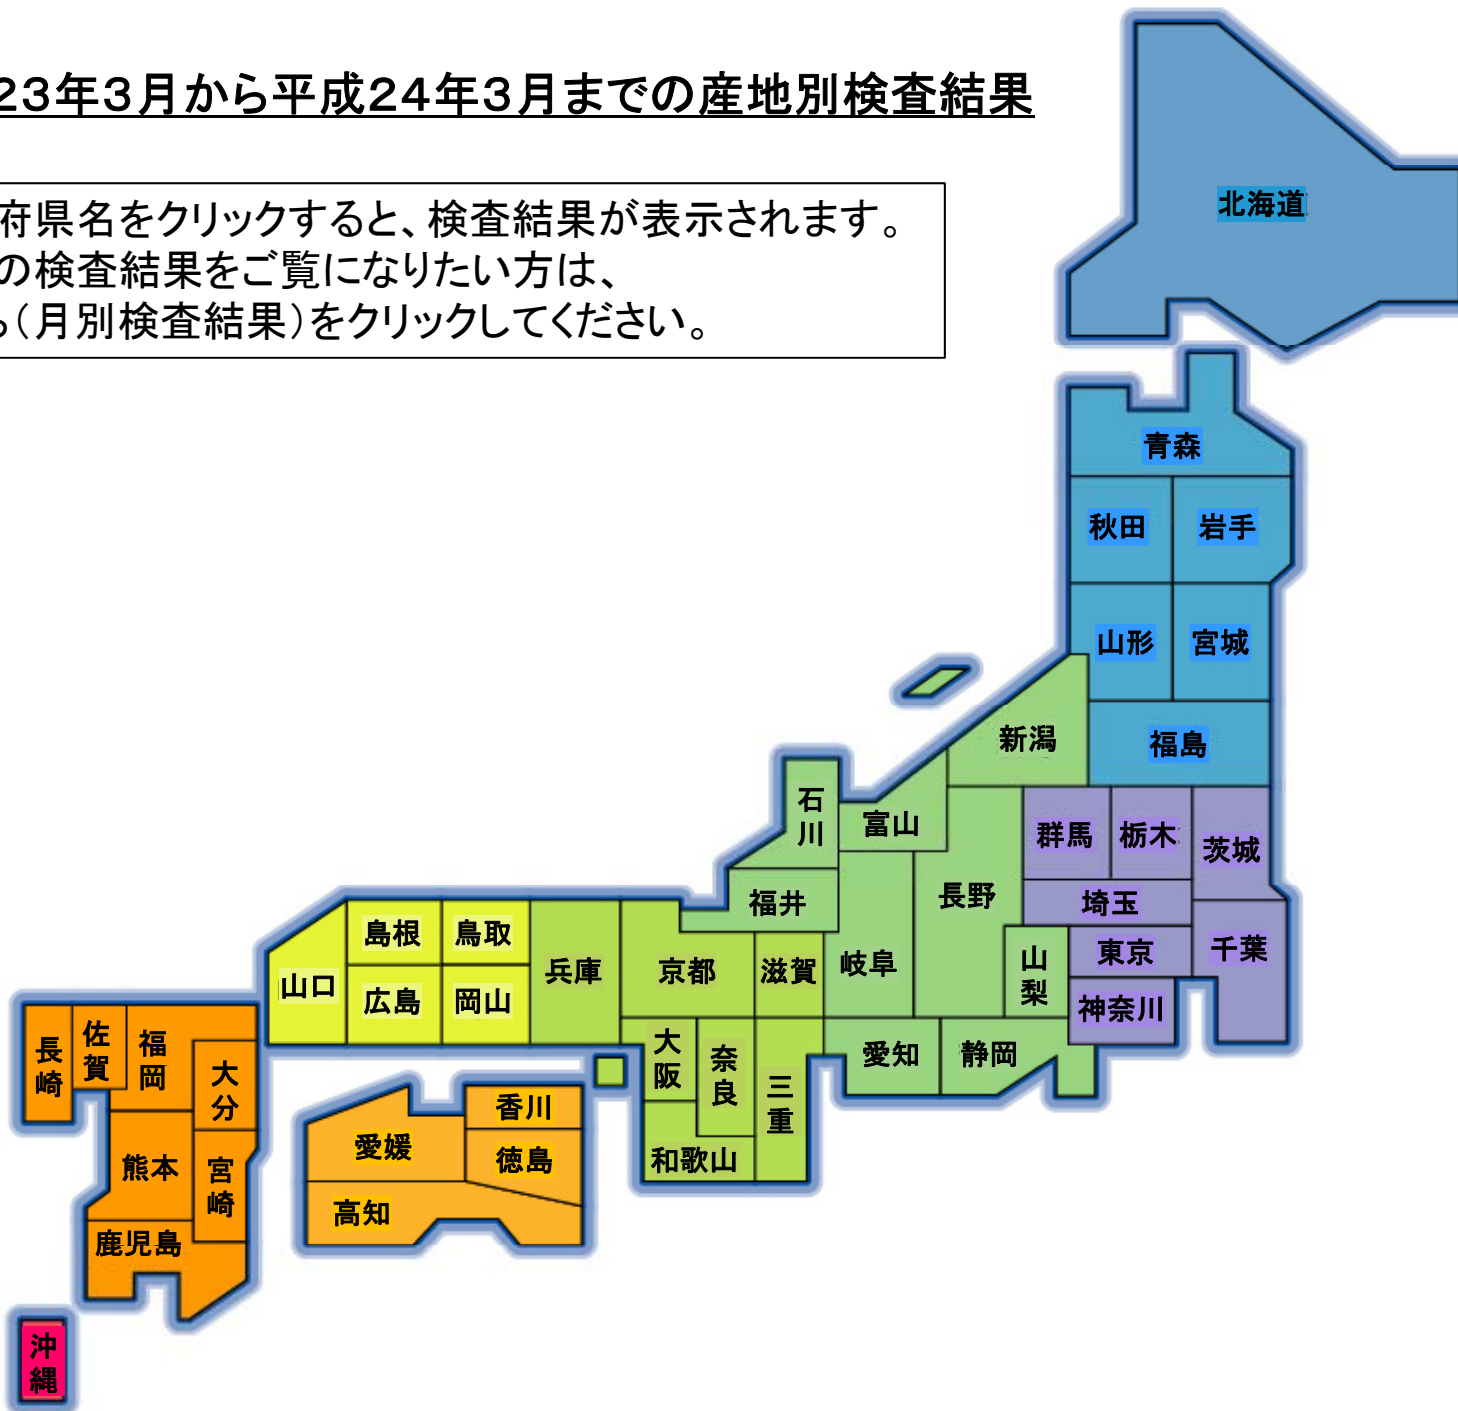 23年3月から平成24年3月までの産地別検査結果
府県名をクリックすると、検査結果が表示されます。
の検査結果をご覧になりたい方は、
ら(月別検査結果)をクリックしてください。
北海道
青森
秋田
岩手
山形
宮城
新潟
福島
石川
富山
群馬
栃木
茨城
長野
福井
埼玉
島根
鳥取
兵庫
京都
滋賀
岐阜
山梨
東京
千葉
山口
広島
岡山
神奈川
長崎
佐賀
福岡
大分
大阪
奈良
三重
愛知
静岡
香川
愛媛
徳島
和歌山
熊本
宮崎
高知
鹿児島
沖縄